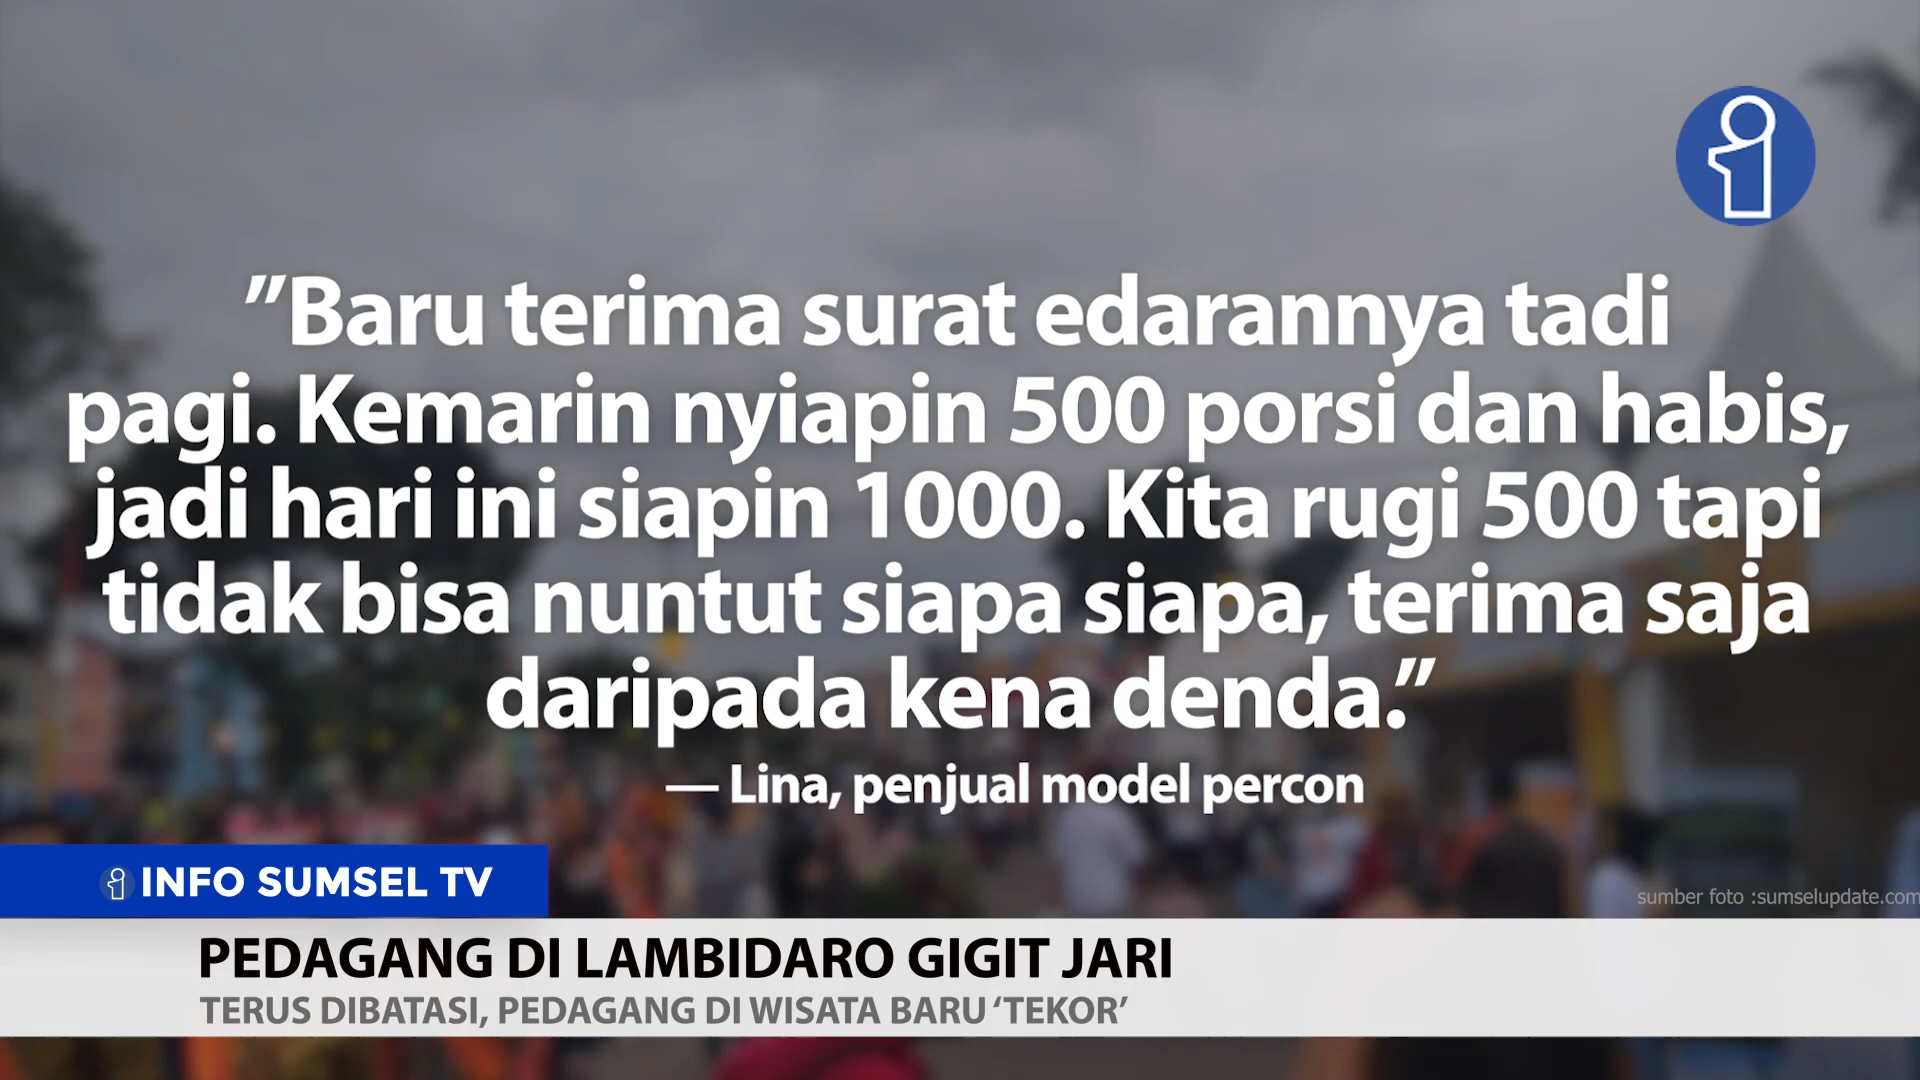 ”Baru terima surat edarannya tadi
pagi. Kemarin nyiapin 500 porsi dan habis,
jadi hari ini siapin 1000. Kita rugi 500 tapi
tidak bisa nuntut siapa siapa, terima saja
daripada kena denda.”
— Lina, penjual model percon
INFO SUMSEL TV
sumber foto :sumselupdate.com
PEDAGANG DI LAMBIDARO GIGIT JARI
TERUS DIBATASI, PEDAGANG DI WISATA BARU ‘TEKOR’